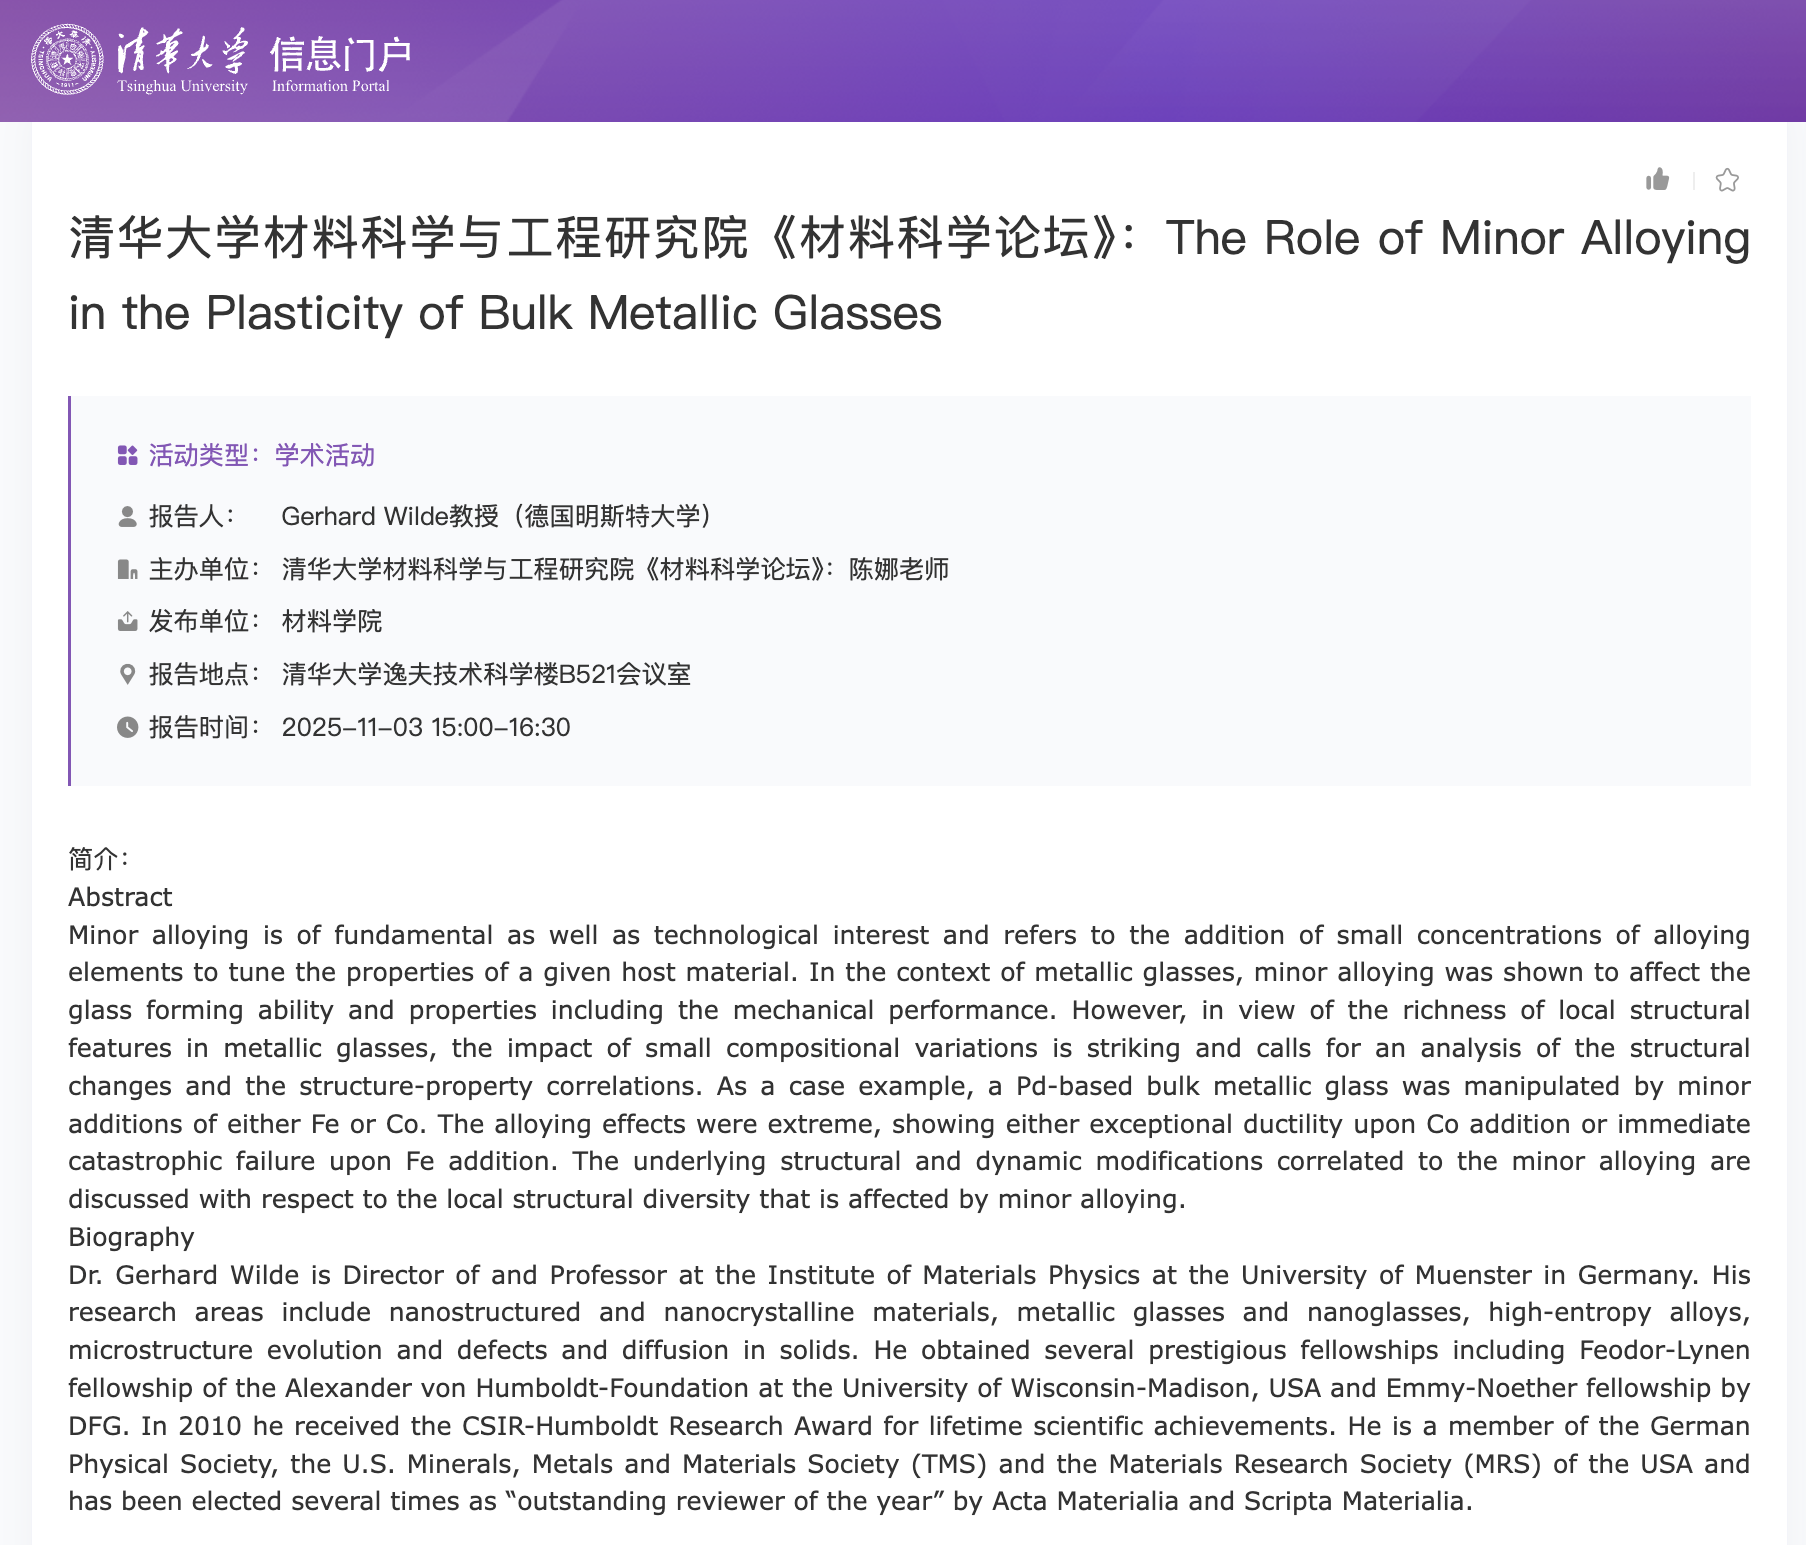 清華大学 信息门户
Tsinghua University Information Portal
清华大学材料科学与工程研究院《材料科学论坛》：The Role of Minor Alloying
in the Plasticity of Bulk Metallic Glasses
活动类型：学术活动
报告人： Gerhard Wilde教授（德国明斯特大学）
主办单位： 清华大学材料科学与工程研究院《材料科学论坛》：陈娜老师
发布单位： 材料学院
报告地点： 清华大学逸夫技术科学楼B521会议室
报告时间： 2025-11-03 15:00-16:30
简介：
Abstract
Minor alloying is of fundamental as well as technological interest and refers to the addition of small concentrations of alloying
elements to tune the properties of a given host material. In the context of metallic glasses, minor alloying was shown to affect the
glass forming ability and properties including the mechanical performance. However, in view of the richness of local structural
features in metallic glasses, the impact of small compositional variations is striking and calls for an analysis of the structural
changes and the structure-property correlations. As a case example, a Pd-based bulk metallic glass was manipulated by minor
additions of either Fe or Co. The alloying effects were extreme, showing either exceptional ductility upon Co addition or immediate
catastrophic failure upon Fe addition. The underlying structural and dynamic modifications correlated to the minor alloying are
discussed with respect to the local structural diversity that is affected by minor alloying.
Biography
Dr. Gerhard Wilde is Director of and Professor at the Institute of Materials Physics at the University of Muenster in Germany. His
research areas include nanostructured and nanocrystalline materials, metallic glasses and nanoglasses, high-entropy alloys,
microstructure evolution and defects and diffusion in solids. He obtained several prestigious fellowships including Feodor-Lynen
fellowship of the Alexander von Humboldt-Foundation at the University of Wisconsin-Madison, USA and Emmy-Noether fellowship by
DFG. In 2010 he received the CSIR-Humboldt Research Award for lifetime scientific achievements. He is a member of the German
Physical Society, the U.S. Minerals, Metals and Materials Society (TMS) and the Materials Research Society (MRS) of the USA and
has been elected several times as “outstanding reviewer of the year” by Acta Materialia and Scripta Materialia.